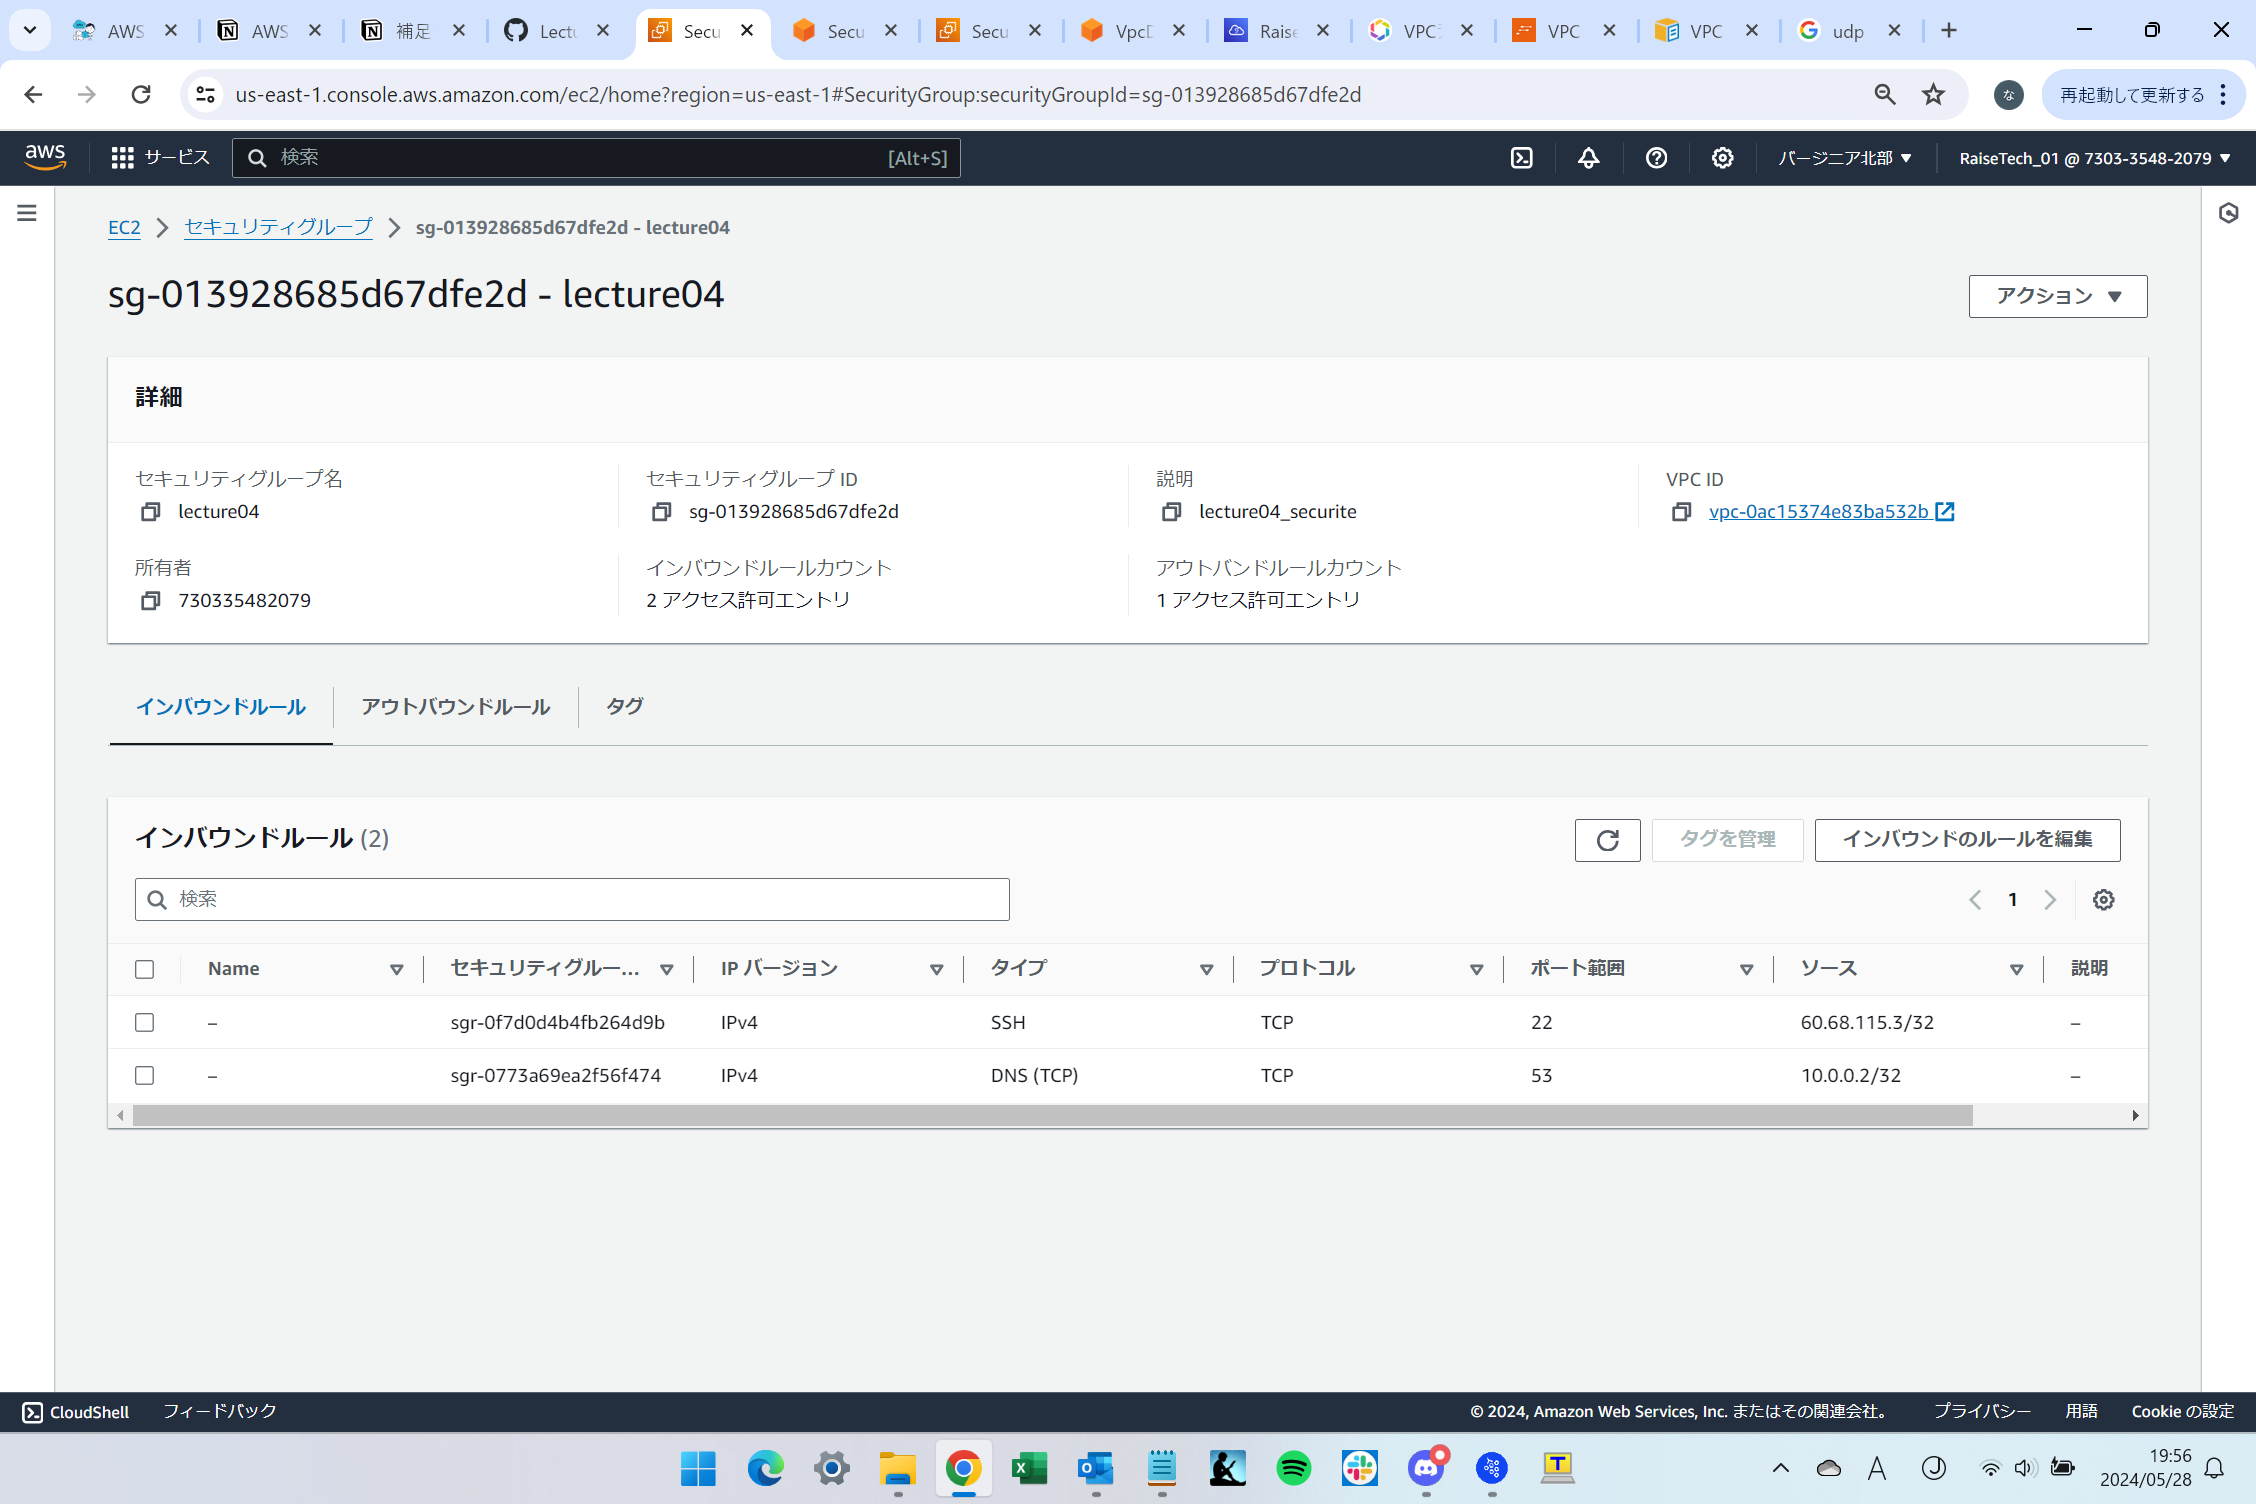 AWS
AWS
補足
Lectu
Secu
Secu
Secu
VpcD
Raise
VPC
VPC
VPC
udp
us-east-1.console.aws.amazon.com/ec2/home?region=us-east-1#SecurityGroup:securityGroupId=sg-013928685d67dfe2d
な
再起動して更新する
aws
サービス
検索
[Alt+S]
バージニア北部
RaiseTech_01 @ 7303-3548-2079
EC2
セキュリティグループ
sg-013928685d67dfe2d - lecture04
sg-013928685d67dfe2d - lecture04
アクション
詳細
セキュリティグループ名
セキュリティグループ ID
説明
VPC ID
lecture04
sg-013928685d67dfe2d
lecture04_securite
vpc-0ac15374e83ba532b
所有者
インバウンドルールカウント
アウトバンドルールカウント
730335482079
2 アクセス許可エントリ
1 アクセス許可エントリ
インバウンドルール
アウトバウンドルール
タグ
インバウンドルール (2)
タグを管理
インバウンドのルールを編集
検索
1
Name
セキュリティグルー...
IP バージョン
タイプ
プロトコル
ポート範囲
ソース
説明
–
sgr-0f7d0d4b4fb264d9b
IPv4
SSH
TCP
22
60.68.115.3/32
–
–
sgr-0773a69ea2f56f474
IPv4
DNS (TCP)
TCP
53
10.0.0.2/32
–
CloudShell
フィードバック
© 2024, Amazon Web Services, Inc. またはその関連会社。
プライバシー
用語
Cookie の設定
A
J
19:56
2024/05/28